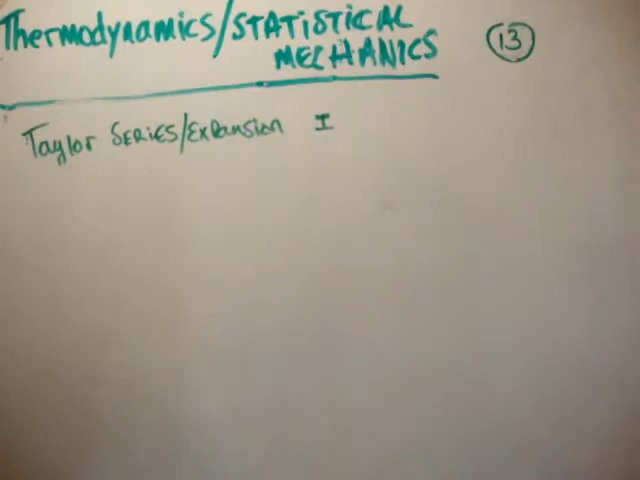 Thermodynamics/STATISTICAL
MECHANICS
13
Taylor SERIES/Expansion I